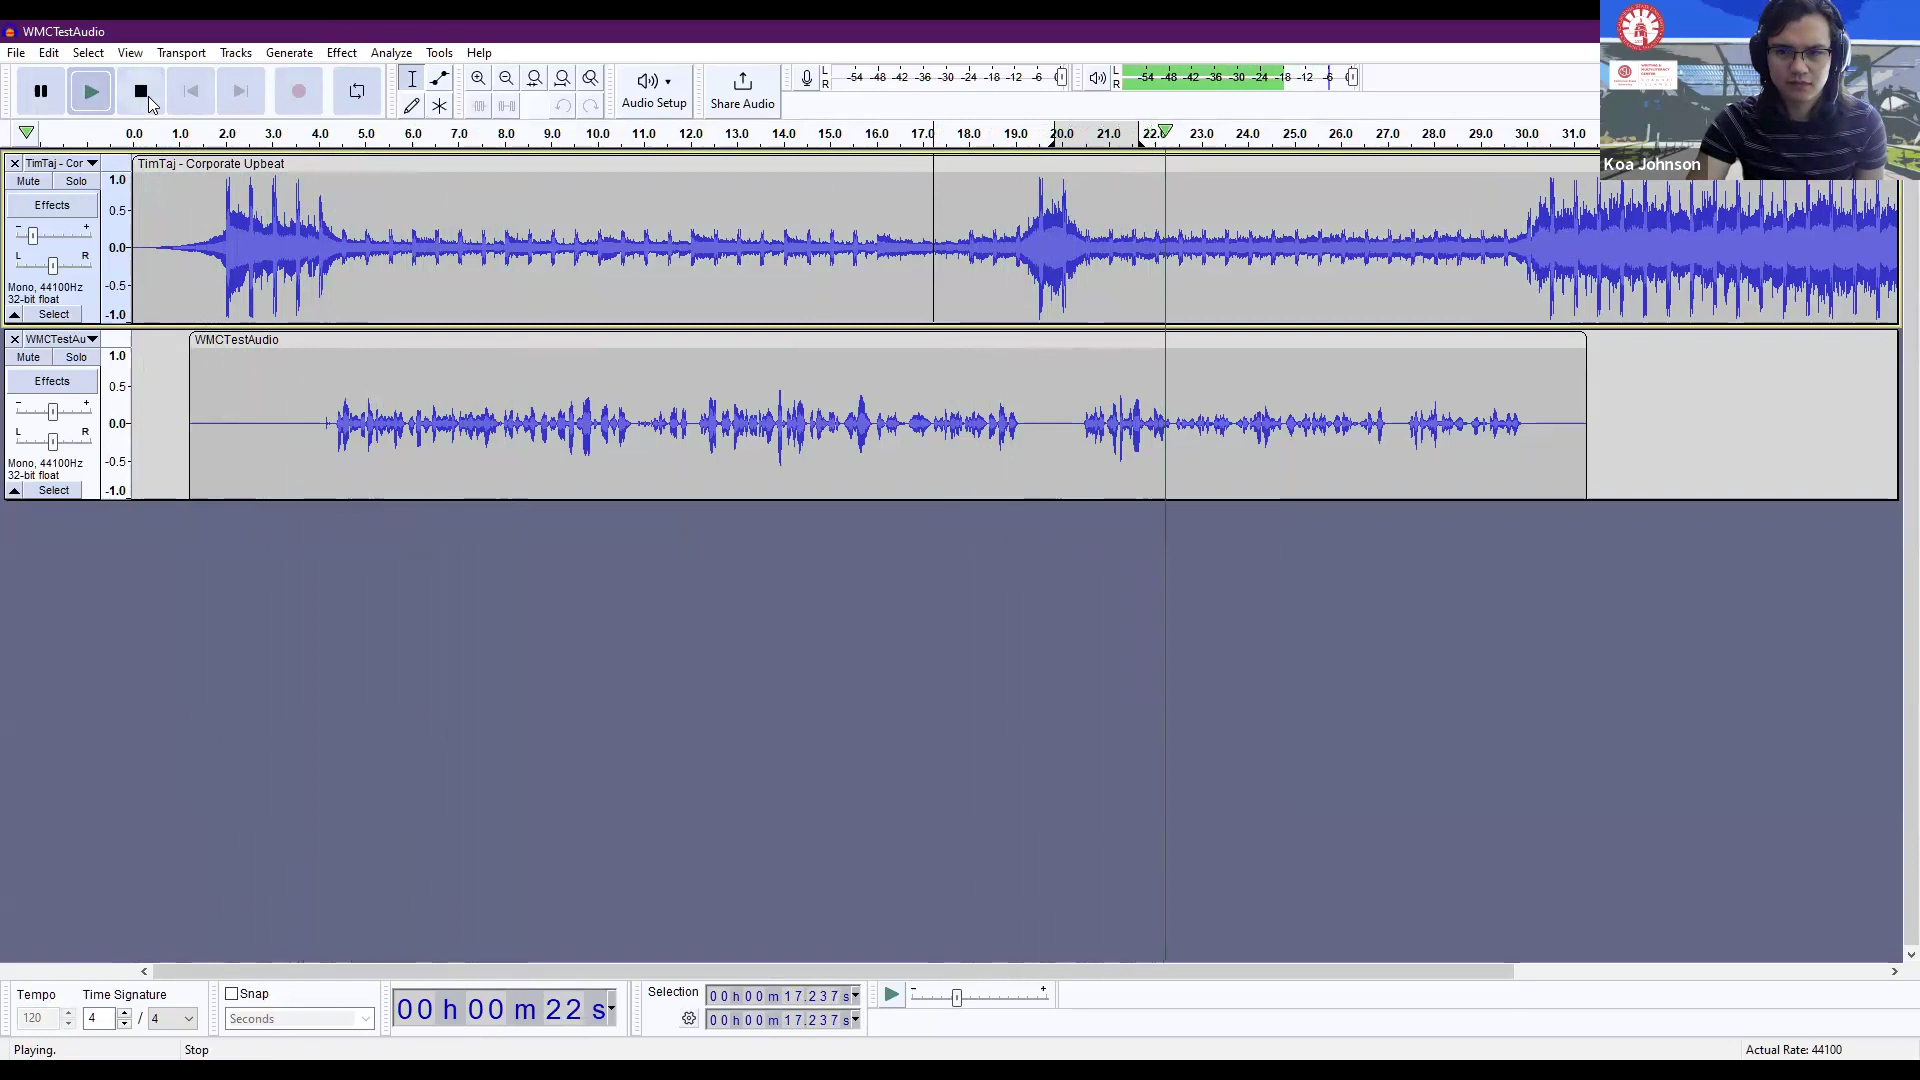 WMCTestAudio
File Edit Select View Transport Tracks Generate Effect Analyze Tools Help
Audio Setup
Share Audio
L
R
-54 -48 -42 -36 -30 -24 -18 -12 -6 0
L
R
-54 -48 -42 -36 -30 -24 -18 -12 -6 0
0.0 1.0 2.0 3.0 4.0 5.0 6.0 7.0 8.0 9.0 10.0 11.0 12.0 13.0 14.0 15.0 16.0 17.0 18.0 19.0 20.0 21.0 22.0 23.0 24.0 25.0 26.0 27.0 28.0 29.0 30.0 31.0
Koa Johnson
TimTaj - Cor
TimTaj - Corporate Upbeat
Mute Solo
Effects
- +
L R
Mono, 44100Hz
32-bit float
Select
1.0
0.5
0.0
-0.5
-1.0
WMCTestAu
WMCTestAudio
Mute Solo
Effects
- +
L R
Mono, 44100Hz
32-bit float
Select
1.0
0.5
0.0
-0.5
-1.0
Tempo
120
Time Signature
4 / 4
Snap
Seconds
00 h 00 m 22 s
Selection
00 h 00 m 17.237 s
00 h 00 m 17.237 s
- +
Playing.
Stop
Actual Rate: 44100